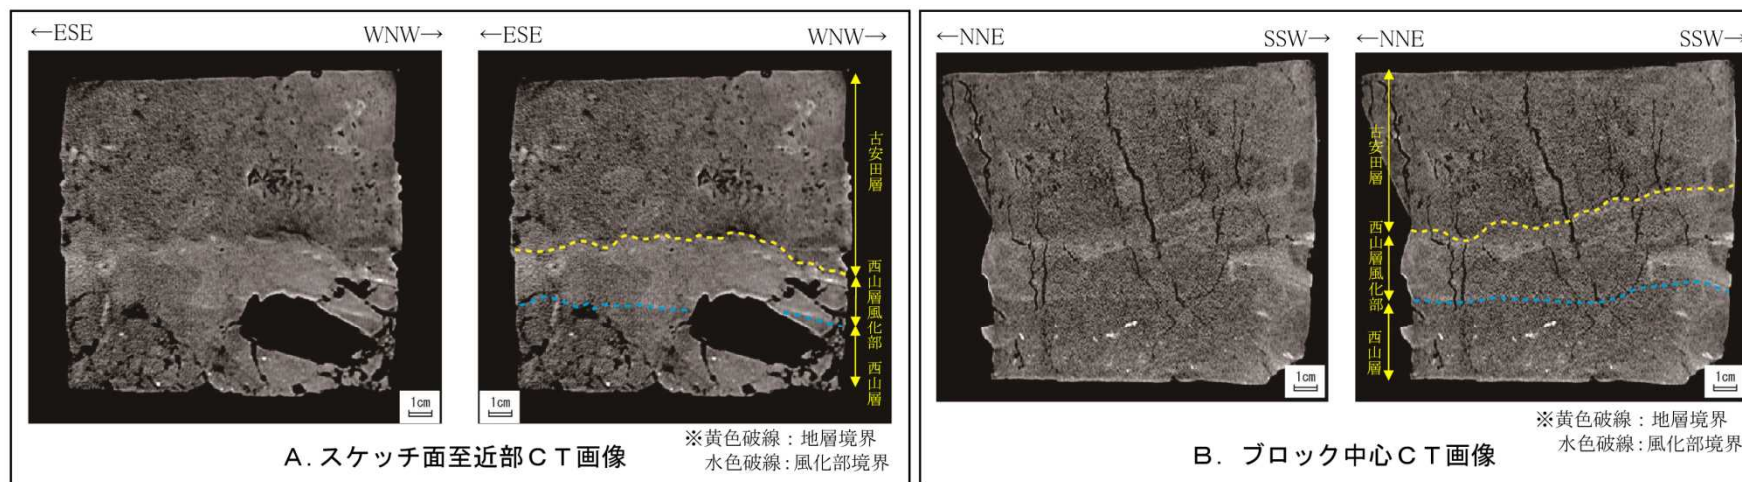 ←ESE
WNW→
←ESE
WNW→
古安田層
西山層風化部
西山層
1cm
1cm
※黄色破線：地層境界
水色破線：風化部境界
A．スケッチ面至近部ＣＴ画像
←NNE
SSW→
←NNE
SSW→
古安田層
西山層風化部
西山層
1cm
1cm
※黄色破線：地層境界
水色破線：風化部境界
B．ブロック中心ＣＴ画像